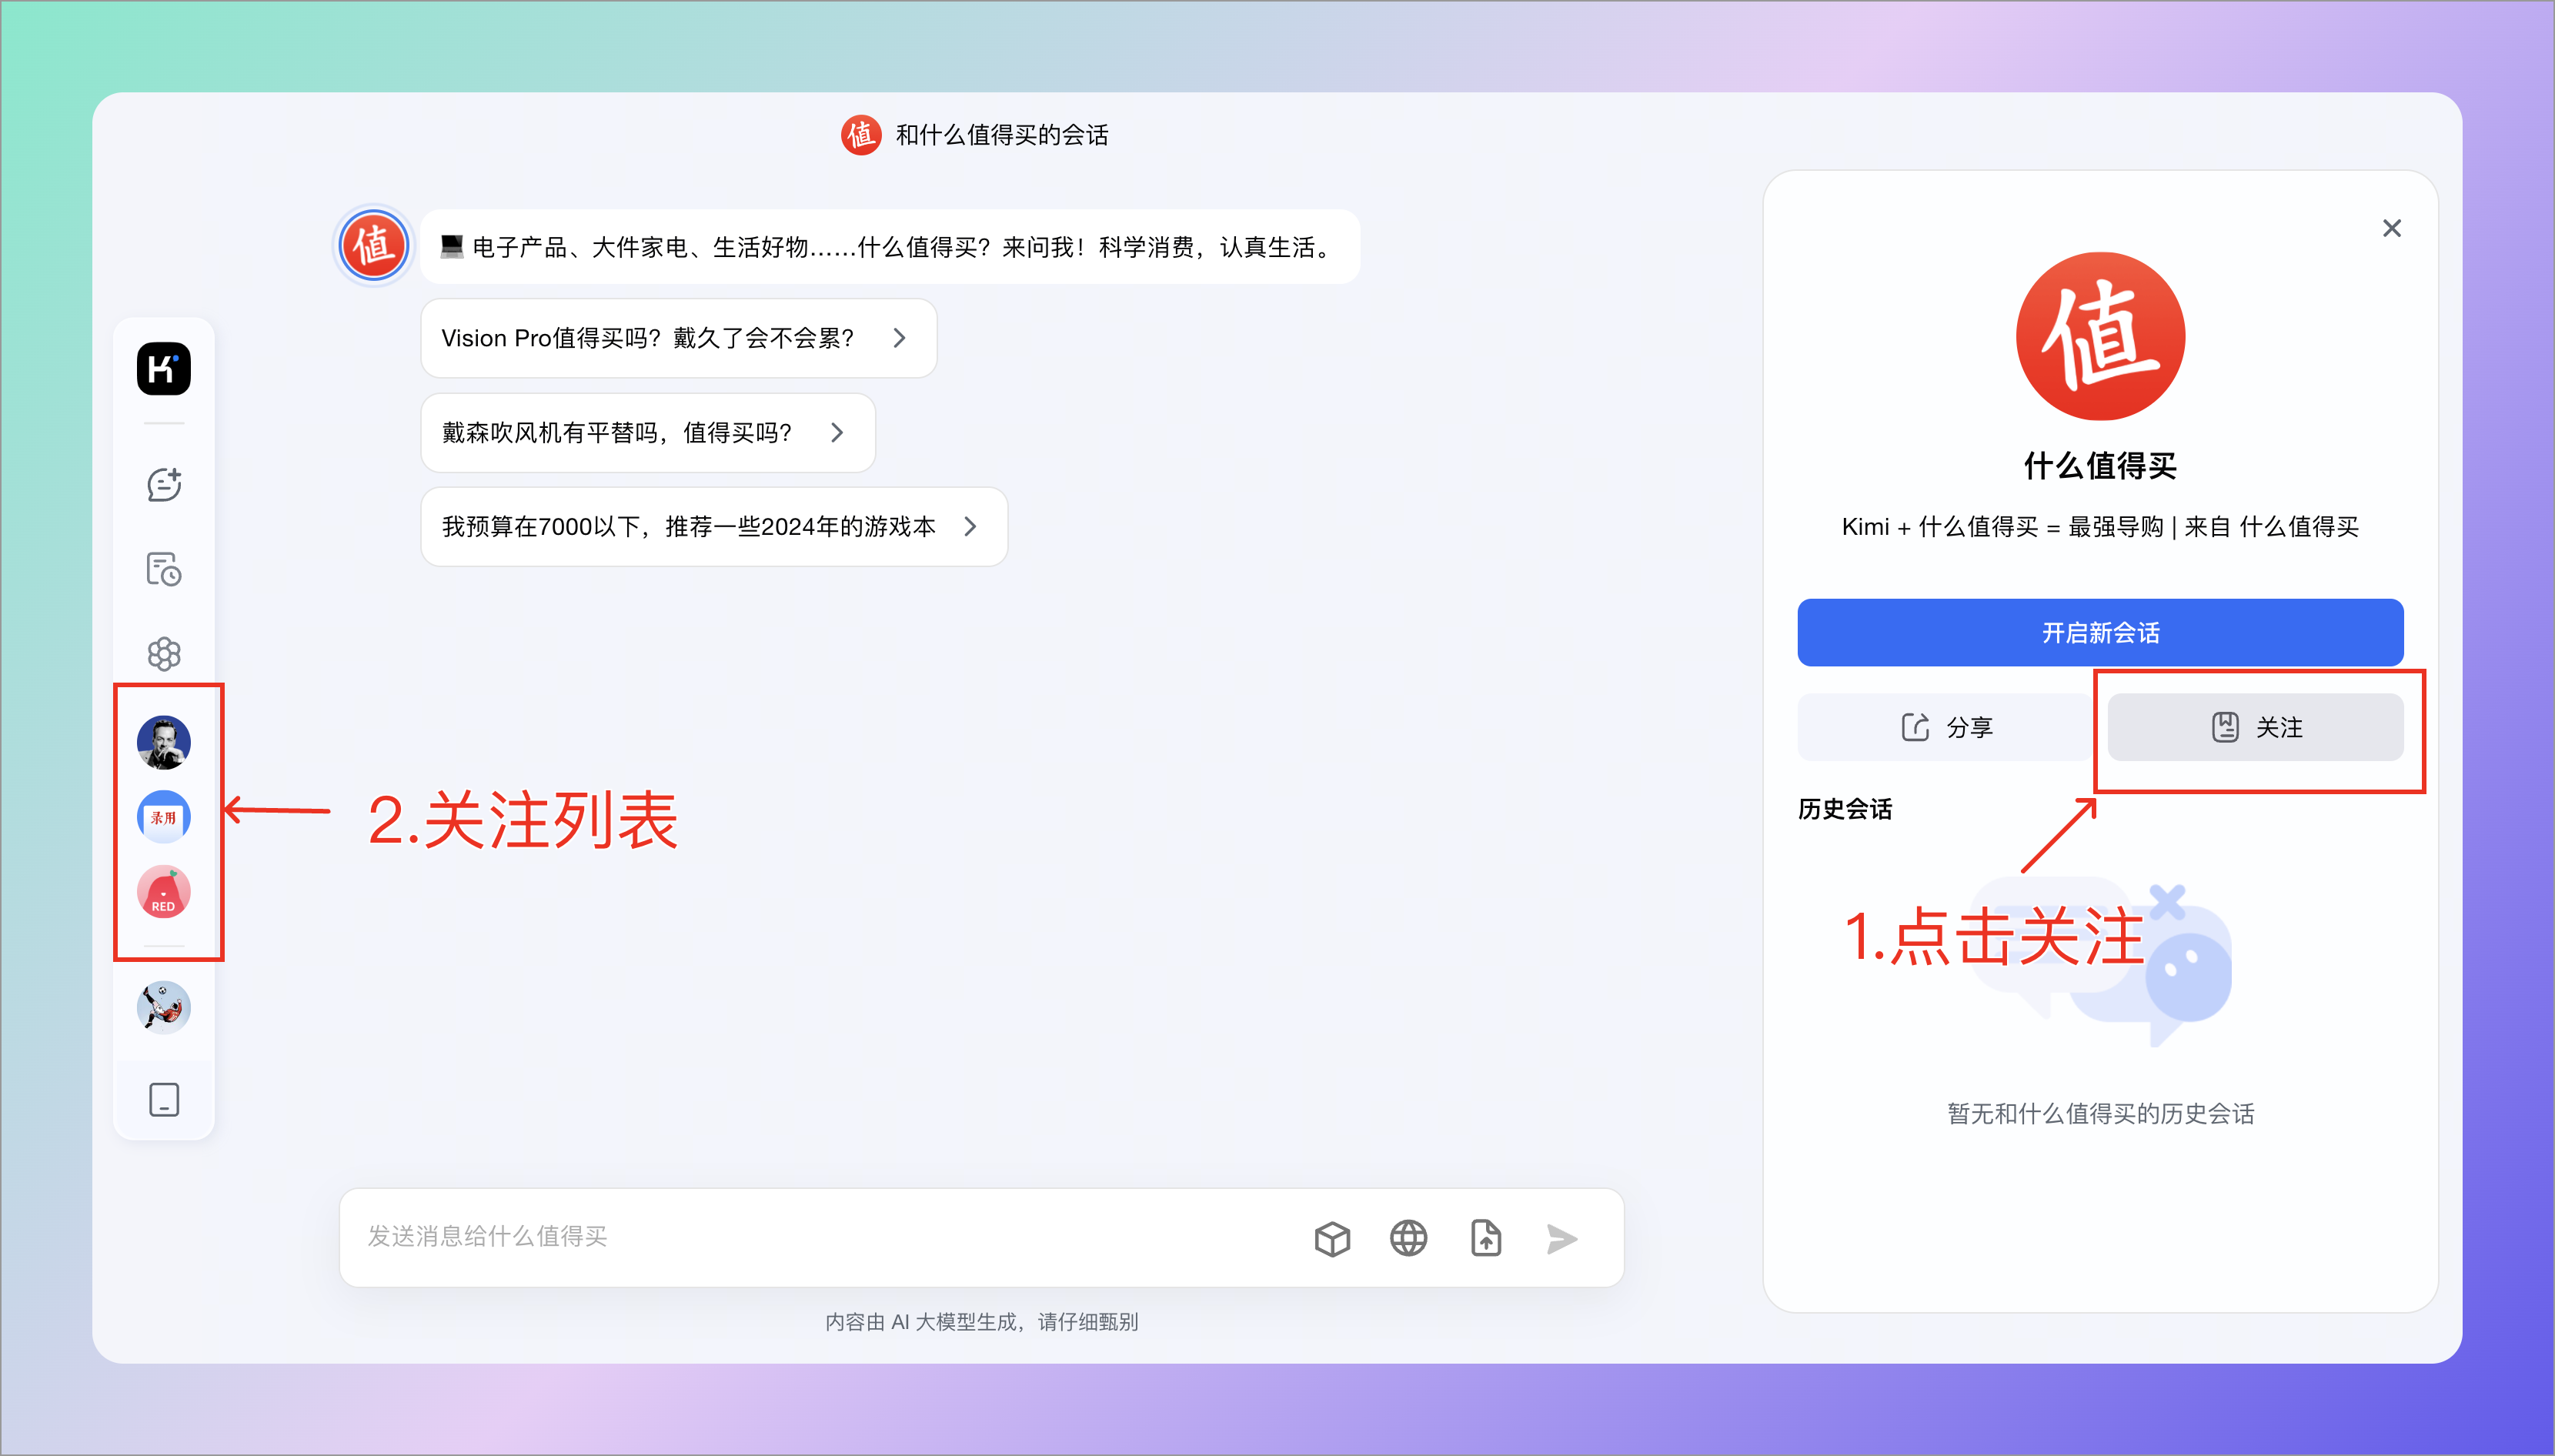 值 和什么值得买的会话
值
电子产品、大件家电、生活好物……什么值得买？来问我！科学消费，认真生活。
Vision Pro值得买吗？戴久了会不会累？
戴森吹风机有平替吗，值得买吗？
我预算在7000以下，推荐一些2024年的游戏本
K
录用
RED
2.关注列表
发送消息给什么值得买
内容由 AI 大模型生成，请仔细甄别
值
什么值得买
Kimi + 什么值得买 = 最强导购 | 来自 什么值得买
开启新会话
分享
关注
历史会话
1.点击关注
暂无和什么值得买的历史会话